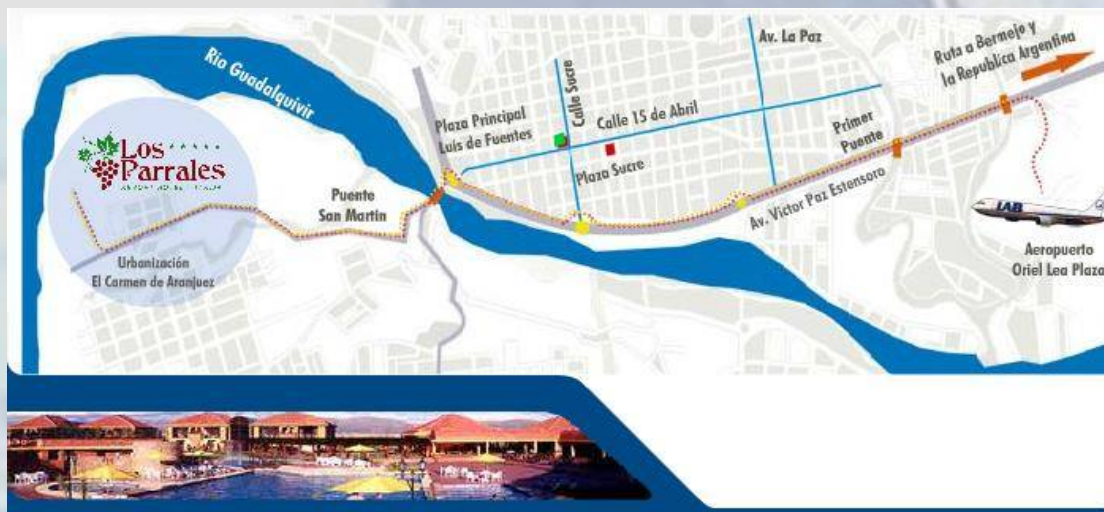 Rio Guadalquivir
Los
Parrales
Urbanización
El Carmen de Aranjuez
Puente
San Martin
Plaza Principal
Luis de Fuentes
Calle Sucre
Calle 15 de Abril
Plaza Sucre
Av. La Paz
Primer
Puente
Av. Victor Paz Estensoro
Ruta a Bermejo y
la Republica Argentina
LAB
Aeropuerto
Oriel Lea Plaza